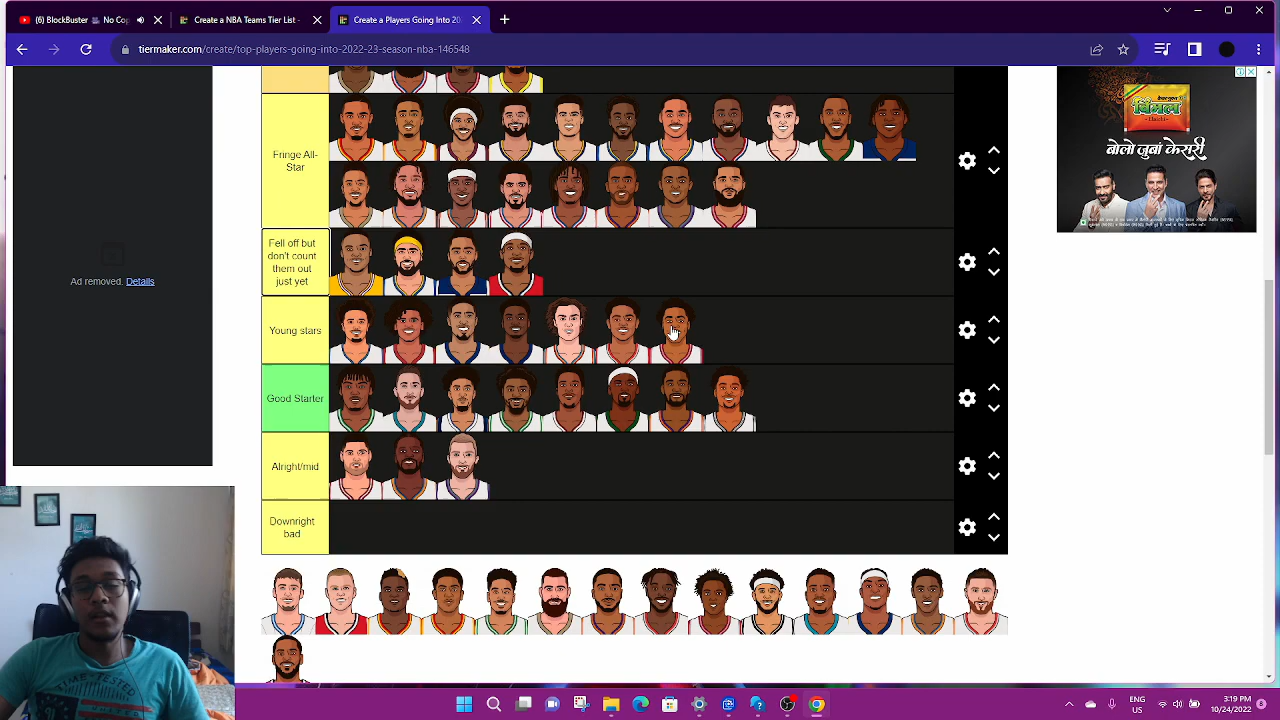 (6) BlockBuster 🎬 No Cop
Create a NBA Teams Tier List -
Create a Players Going Into 20
tiermaker.com/create/top-players-going-into-2022-23-season-nba-146548
Ad removed. Details
Fringe All-
Star
Fell off but
don't count
them out
just yet
Young stars
Good Starter
Alright/mid
Downright
bad
विमल
बोलो ज़ुबां केसरी
ENG
US
3:19 PM
10/24/2022